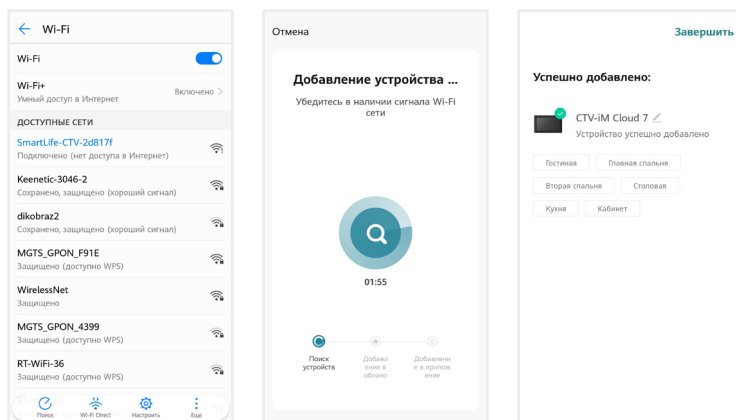 Wi-Fi
Wi-Fi
Wi-Fi+
Умный доступ в Интернет
Включено
ДОСТУПНЫЕ СЕТИ
SmartLife-CTV-2d817f
Подключено (нет доступа в Интернет)
Keenetic-3046-2
Сохранено, защищено (хороший сигнал)
dikobraz2
Сохранено, защищено (хороший сигнал)
MGTS_GPON_F91E
Защищено (доступно WPS)
WirelessNet
Защищено
MGTS_GPON_4399
Защищено (доступно WPS)
RT-WiFi-36
Защищено (доступно WPS)
Поиск
Wi-Fi Direct
Настроить
Еще
Отмена
Добавление устройства ...
Убедитесь в наличии сигнала Wi-Fi
сети
01:55
Поиск
устройств
Добавл
ение в
облако
Добавлени
е в прилож
ение
Завершить
Успешно добавлено:
CTV-iM Cloud 7
Устройство успешно добавлено
Гостиная
Главная спальня
Вторая спальня
Столовая
Кухня
Кабинет